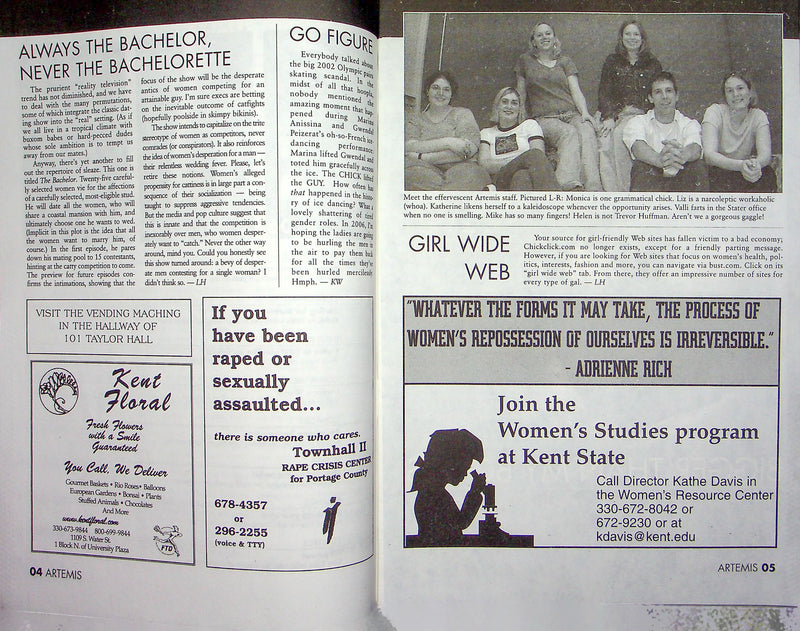 ALWAYS THE BACHELOR,
NEVER THE BACHELORETTE
The prurient "reality television"
trend has not diminished, and we have
to deal with the many permutations,
some of which integrate the classic dat-
ing show into the "real" setting. (As if
we all live in a tropical climate with
buxom babes or hard-pecced dudes
whose sole ambition is to tempt us
away from our mates.)
Anyway, there's yet another to fill
out the repertoire of sleaze. This one is
titled The Bachelor. Twenty-five careful-
ly selected women vie for the affections
of a carefully selected, most-eligible stud.
He will date all the women, who will
share a coastal mansion with him, and
ultimately choose one he wants to wed.
(Implicit in this plot is the idea that all
the women want to marry him, of
course.) In the first episode, he pares
down his mating pool to 15 contestants,
hinting at the catty competition to come.
The preview for future episodes con-
firms the intimations, showing that the
focus of the show will be the desperate
antics of women competing for an
attainable guy. I'm sure execs are betting
on the inevitable outcome of catfights
(hopefully poolside in skimpy bikinis).
The show intends to capitalize on the trite
stereotype of women as competitors, never
comrades (or conspirators). It also reinforces
the idea of women's desperation for a man —
their relentless wedding fever. Please, let's
retire these notions. Women's alleged
propensity for cattiness is in large part a con-
sequence of their socialization — being
taught to suppress aggressive tendencies.
But the media and pop culture suggest that
this is innate and that the competition is
inexorably over men, who women desper-
ately want to "catch." Never the other way
around, mind you. Could you honestly see
this show turned around: a bevy of desper-
ate men contesting for a single woman? I
didn't think so. — LH
GO FIGURE
Everybody talked about
the big 2002 Olympic pairs
skating scandal. In the
midst of all that hoopla,
nobody mentioned the
amazing moment that hap-
pened during Marina
Anissina and Gwendal
Peizerat's oh-so-French ice
dancing performance.
Marina lifted Gwendal and
toted him gracefully across
the ice. The CHICK lifted
the GUY. How often has
that happened in the histo-
ry of ice dancing? What a
lovely shattering of tired
gender roles. In 2006, I'm
hoping the ladies are going
to be hurling the men in
the air to pay them back
for all the times they've
been hurled mercilessly.
Hmph. — KW
VISIT THE VENDING MACHING
IN THE HALLWAY OF
101 TAYLOR HALL
Kent
Floral
Fresh Flowers
with a Smile
Guaranteed
You Call, We Deliver
Gourmet Baskets • Rio Roses • Balloons
European Gardens • Bonsai • Plants
Stuffed Animals • Chocolates
And More
www.kentfloral.com
330-673-9844 800-699-9844
1109 S. Water St.
1 Block N. of University Plaza
FTD
If you
have been
raped or
sexually
assaulted...
there is someone who cares.
Townhall II
RAPE CRISIS CENTER
for Portage County
678-4357
or
296-2255
(voice & TTY)
04 ARTEMIS
Meet the effervescent Artemis staff. Pictured L-R: Monica is one grammatical chick. Liz is a narcoleptic workaholic
(whoa). Katherine likens herself to a kaleidoscope whenever the opportunity arises. Valli farts in the Stater office
when no one is smelling. Mike has so many fingers! Helen is not Trevor Huffman. Aren't we a gorgeous gaggle!
GIRL WIDE
WEB
Your source for girl-friendly Web sites has fallen victim to a bad economy;
Chickclick.com no longer exists, except for a friendly parting message.
However, if you are looking for Web sites that focus on women's health, pol-
itics, interests, fashion and more, you can navigate via bust.com. Click on its
"girl wide web" tab. From there, they offer an impressive number of sites for
every type of gal. — LH
"WHATEVER THE FORMS IT MAY TAKE, THE PROCESS OF
WOMEN'S REPOSSESSION OF OURSELVES IS IRREVERSIBLE."
- ADRIENNE RICH
Join the
Women's Studies program
at Kent State
Call Director Kathe Davis in
the Women's Resource Center
330-672-8042 or
672-9230 or at
kdavis@kent.edu
ARTEMIS 05